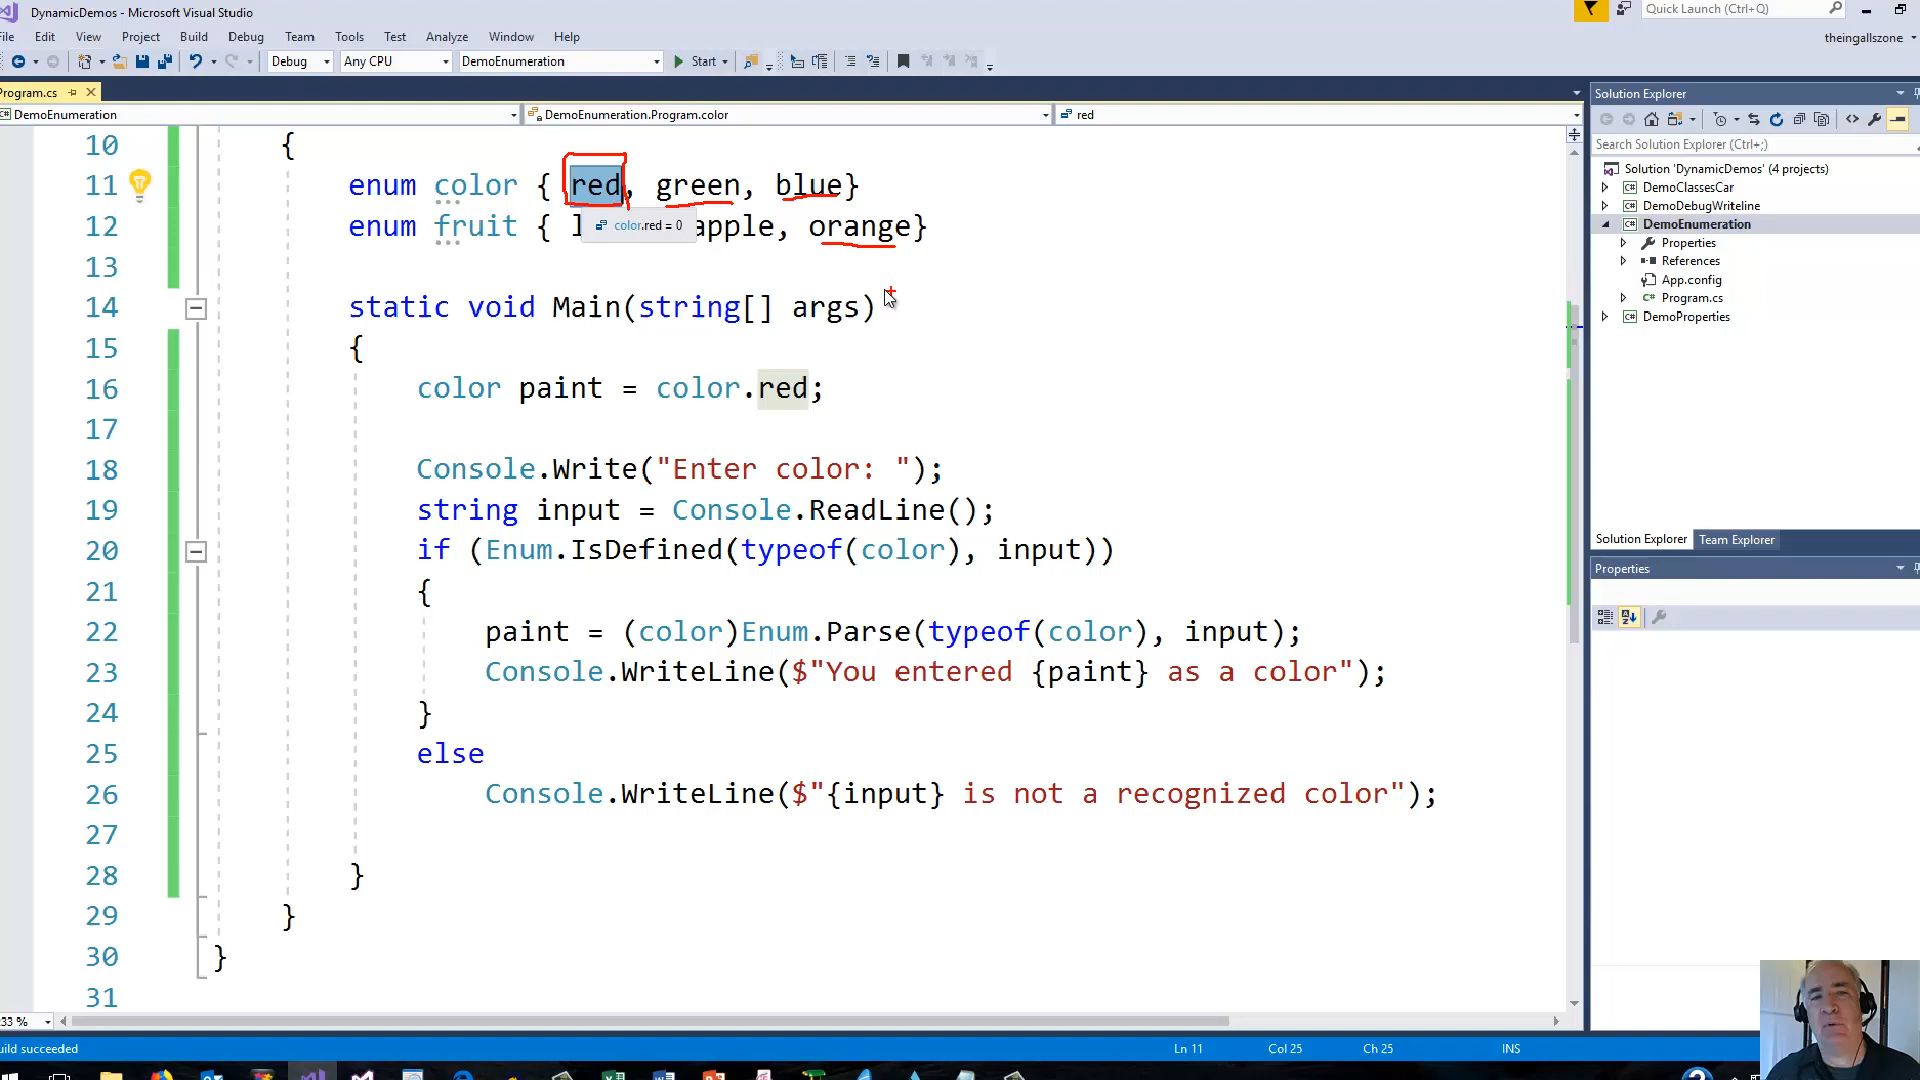 DynamicDemos - Microsoft Visual Studio
Quick Launch (Ctrl+Q)
File Edit View Project Build Debug Team Tools Test Analyze Window Help
theingallszone
Debug Any CPU DemoEnumeration Start
Program.cs
DemoEnumeration DemoEnumeration.Program.color red
10 {
11 enum color { red, green, blue}
12 enum fruit { l apple, orange}
color.red = 0
13
14 static void Main(string[] args)
15 {
16 color paint = color.red;
17
18 Console.Write("Enter color: ");
19 string input = Console.ReadLine();
20 if (Enum.IsDefined(typeof(color), input))
21 {
22 paint = (color)Enum.Parse(typeof(color), input);
23 Console.WriteLine($"You entered {paint} as a color");
24 }
25 else
26 Console.WriteLine($"{input} is not a recognized color");
27
28 }
29 }
30 }
31
Solution Explorer
Search Solution Explorer (Ctrl+;)
Solution 'DynamicDemos' (4 projects)
DemoClassesCar
DemoDebugWriteline
DemoEnumeration
Properties
References
App.config
Program.cs
DemoProperties
Solution Explorer Team Explorer
Properties
33 %
uild succeeded
Ln 11 Col 25 Ch 25 INS